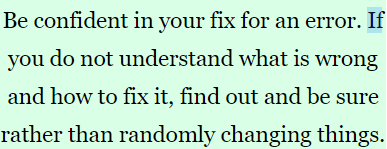 Be confident in your fix for an error. If
you do not understand what is wrong
and how to fix it, find out and be sure
rather than randomly changing things.